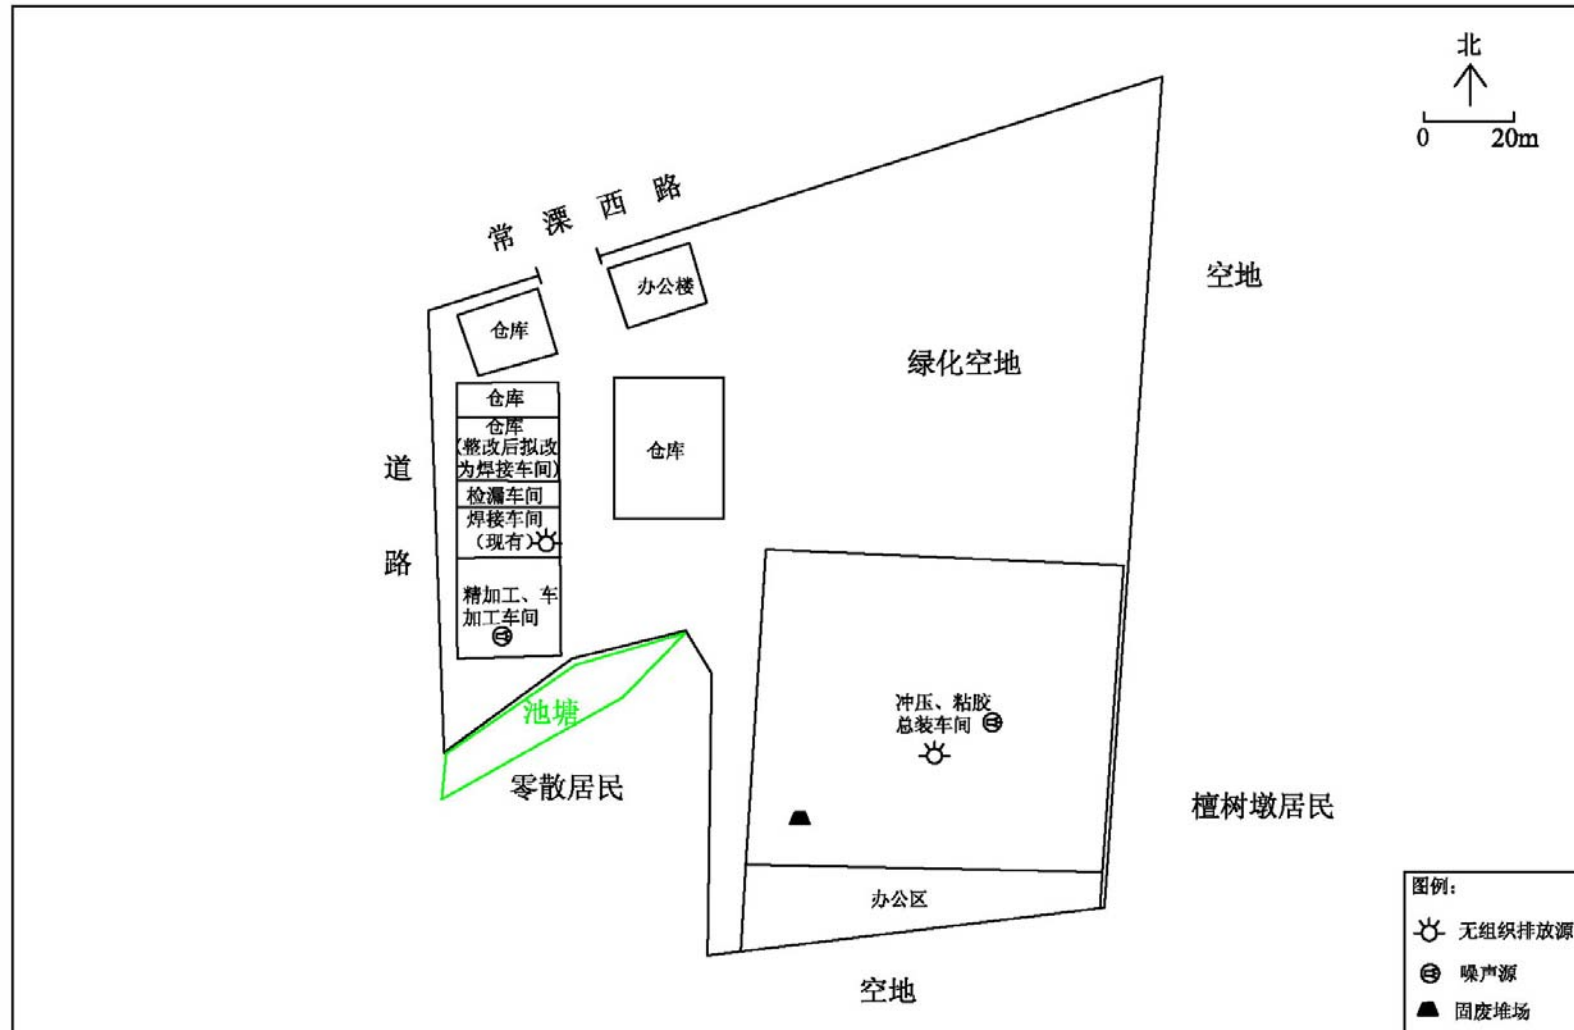 北
0 20m
常溧西路
办公楼
仓库
空地
绿化空地
仓库
仓库
(整改后拟改
为焊接车间)
仓库
道路
检漏车间
焊接车间
(现有)
精加工、车
加工车间
冲压、粘胶
总装车间
池塘
零散居民
檀树墩居民
办公区
空地
图例:
无组织排放源
噪声源
固废堆场